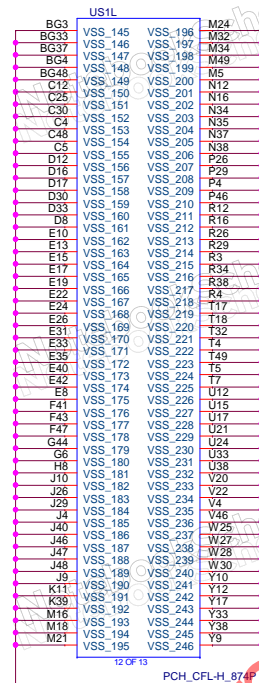 US1L
BG3 VSS_145 VSS_196 M24
BG33 VSS_146 VSS_197 M32
BG37 VSS_147 VSS_198 M34
BG4 VSS_148 VSS_199 M49
BG48 VSS_149 VSS_200 M5
C12 VSS_150 VSS_201 N12
C25 VSS_151 VSS_202 N16
C30 VSS_152 VSS_203 N34
C4 VSS_153 VSS_204 N35
C48 VSS_154 VSS_205 N37
C5 VSS_155 VSS_206 N38
D12 VSS_156 VSS_207 P26
D16 VSS_157 VSS_208 P29
D17 VSS_158 VSS_209 P4
D30 VSS_159 VSS_210 P46
D33 VSS_160 VSS_211 R12
D8 VSS_161 VSS_212 R16
E10 VSS_162 VSS_213 R26
E13 VSS_163 VSS_214 R29
E15 VSS_164 VSS_215 R3
E17 VSS_165 VSS_216 R34
E19 VSS_166 VSS_217 R38
E22 VSS_167 VSS_218 R4
E24 VSS_168 VSS_219 T17
E26 VSS_169 VSS_220 T18
E31 VSS_170 VSS_221 T32
E33 VSS_171 VSS_222 T4
E35 VSS_172 VSS_223 T49
E40 VSS_173 VSS_224 T5
E42 VSS_174 VSS_225 T7
E8 VSS_175 VSS_226 U12
F41 VSS_176 VSS_227 U15
F43 VSS_177 VSS_228 U17
F47 VSS_178 VSS_229 U21
G44 VSS_179 VSS_230 U24
G6 VSS_180 VSS_231 U33
H8 VSS_181 VSS_232 U38
J10 VSS_182 VSS_233 V20
J26 VSS_183 VSS_234 V22
J29 VSS_184 VSS_235 V4
J4 VSS_185 VSS_236 V46
J40 VSS_186 VSS_237 W25
J46 VSS_187 VSS_238 W27
J47 VSS_188 VSS_239 W28
J48 VSS_189 VSS_240 W30
J9 VSS_190 VSS_241 Y10
K11 VSS_191 VSS_242 Y12
K39 VSS_192 VSS_243 Y17
M16 VSS_193 VSS_244 Y33
M18 VSS_194 VSS_245 Y38
M21 VSS_195 VSS_246 Y9
12 OF 13
PCH_CFL-H_874P